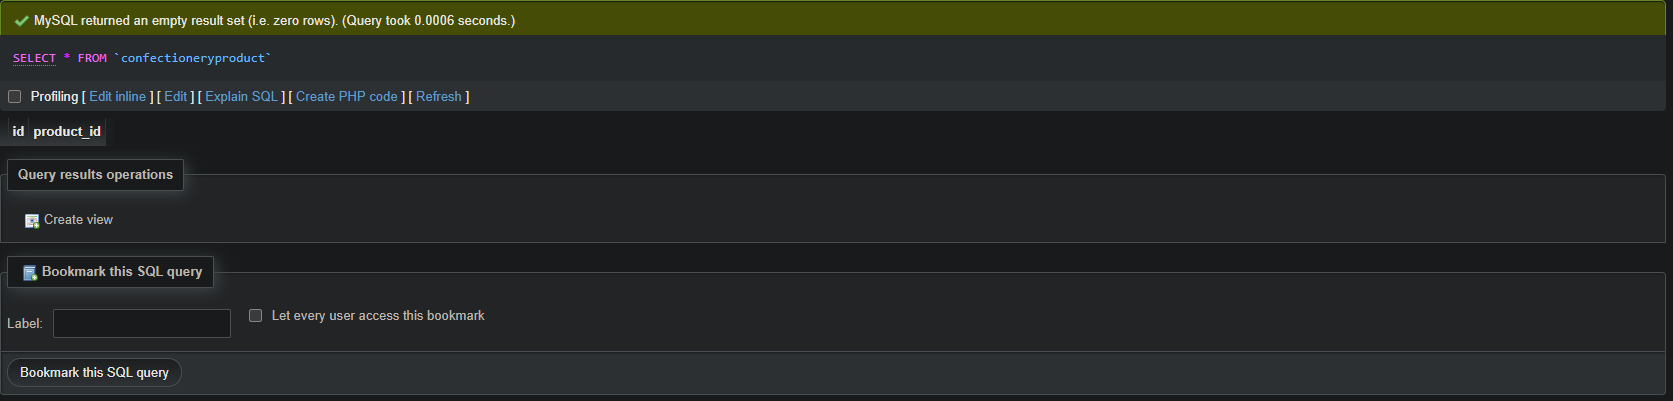 MySQL returned an empty result set (i.e. zero rows). (Query took 0.0006 seconds.)
SELECT * FROM `confectioneryproduct`
Profiling [ Edit inline ] [ Edit ] [ Explain SQL ] [ Create PHP code ] [ Refresh ]
id product_id
Query results operations
Create view
Bookmark this SQL query
Label: Let every user access this bookmark
Bookmark this SQL query